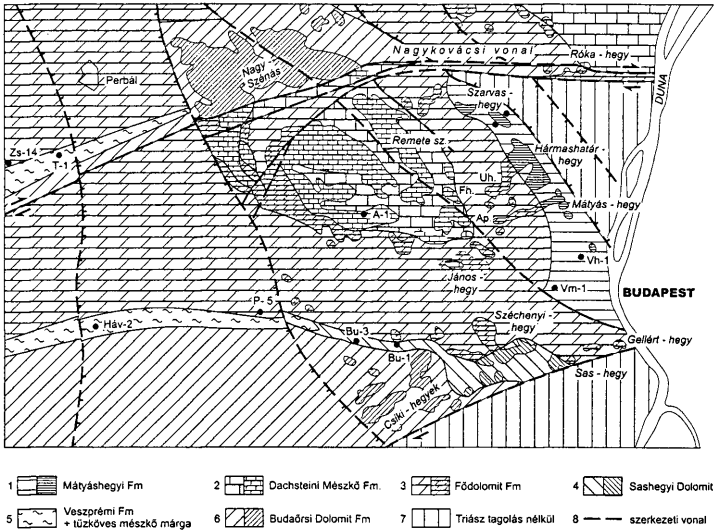 Nagykovácsi vonal
Róka - hegy
DUNA
Perbál
Nagy
Szénás
Szarvas -
hegy
Zs-14
T-1
Remete sz.
Hármashatár -
hegy
Uh.
Fh.
Mátyás - hegy
A-1
Ap
Vh-1
János -
hegy
Vm-1
BUDAPEST
P-5
Háv-2
Széchenyi -
hegy
Bu-3
Bu-1
Gellért - hegy
Sas - hegy
Csiki - hegyek
1 Mátyáshegyi Fm
2 Dachsteini Mészkő Fm.
3 Fődolomit Fm
4 Sashegyi Dolomit
5 Veszprémi Fm
+ tűzköves mészkő márga
6 Budaőrsi Dolomit Fm
7 Triász tagolás nélkül
8 szerkezeti vonal